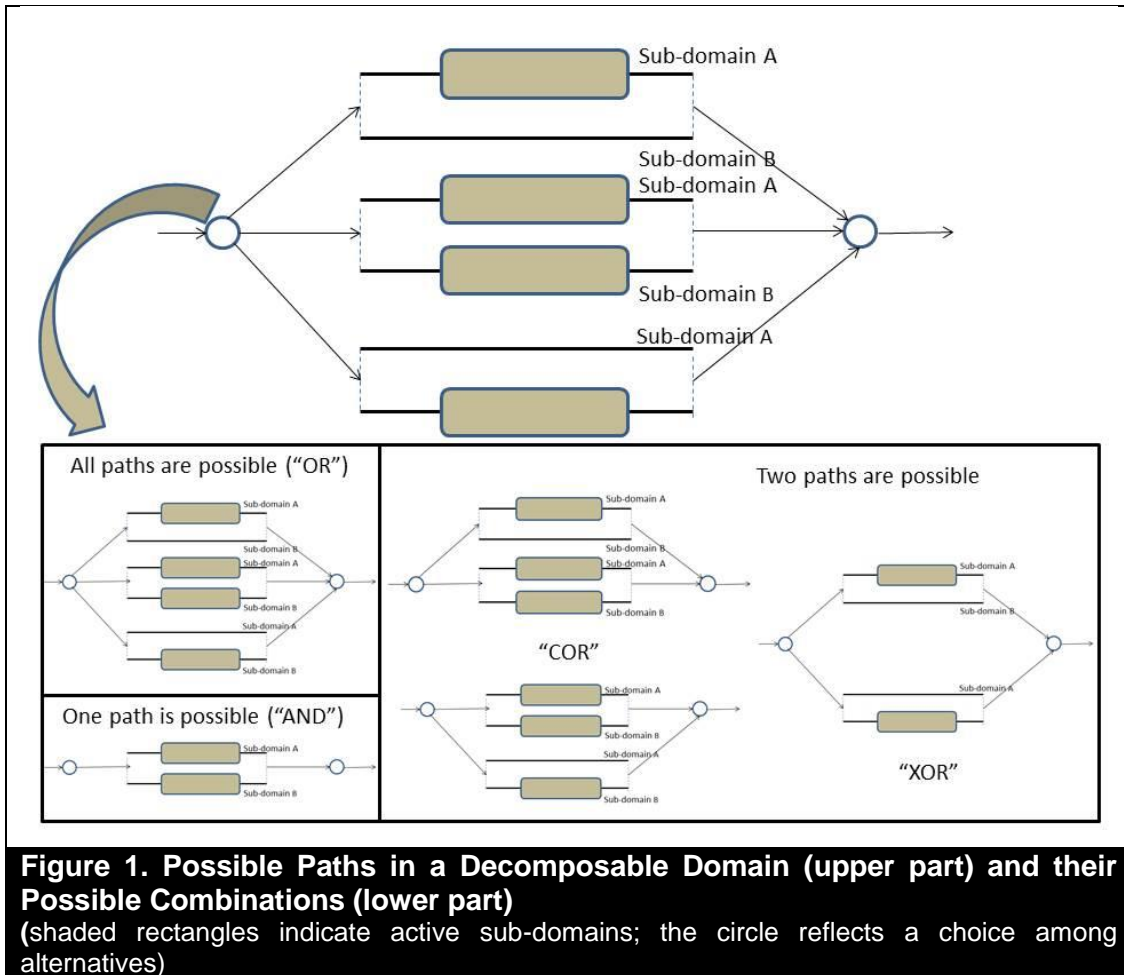 Sub-domain A
Sub-domain B
Sub-domain A
Sub-domain B
Sub-domain A
All paths are possible (“OR”)
Sub-domain A
Sub-domain B
Sub-domain A
Sub-domain B
Sub-domain A
Sub-domain B
One path is possible (“AND”)
Sub-domain A
Sub-domain B
Two paths are possible
Sub-domain A
Sub-domain B
Sub-domain A
Sub-domain B
“COR”
Sub-domain A
Sub-domain B
Sub-domain A
Sub-domain B
Sub-domain A
Sub-domain B
Sub-domain A
“XOR”
Figure 1. Possible Paths in a Decomposable Domain (upper part) and their
Possible Combinations (lower part)
(shaded rectangles indicate active sub-domains; the circle reflects a choice among
alternatives)